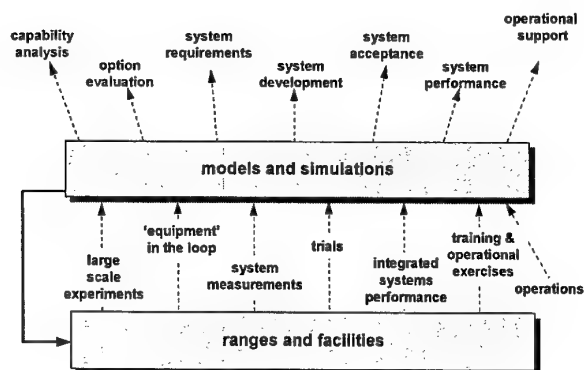 capability
analysis
option
evaluation
system
requirements
system
development
system
acceptance
system
performance
operational
support
models and simulations
large
scale
experiments
'equipment'
in the loop
system
measurements
trials
integrated
systems
performance
training &
operational
exercises
operations
ranges and facilities